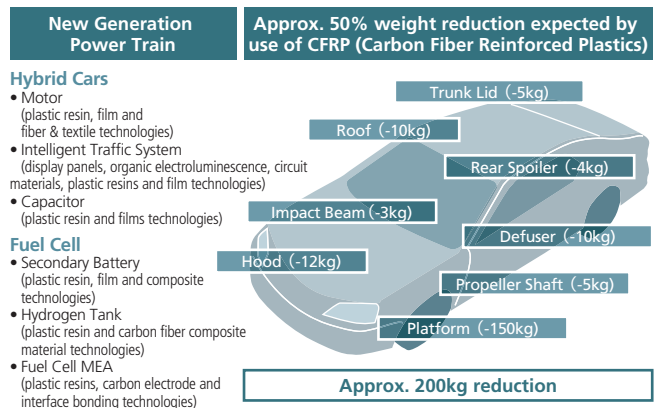 New Generation
Power Train
Approx. 50% weight reduction expected by
use of CFRP (Carbon Fiber Reinforced Plastics)
Hybrid Cars
• Motor
(plastic resin, film and
fiber & textile technologies)
• Intelligent Traffic System
(display panels, organic electroluminescence, circuit
materials, plastic resins and film technologies)
• Capacitor
(plastic resin and films technologies)
Fuel Cell
• Secondary Battery
(plastic resin, film and composite
technologies)
• Hydrogen Tank
(plastic resin and carbon fiber composite
material technologies)
• Fuel Cell MEA
(plastic resins, carbon electrode and
interface bonding technologies)
Trunk Lid (-5kg)
Roof (-10kg)
Rear Spoiler (-4kg)
Impact Beam (-3kg)
Defuser (-10kg)
Hood (-12kg)
Propeller Shaft (-5kg)
Platform (-150kg)
Approx. 200kg reduction